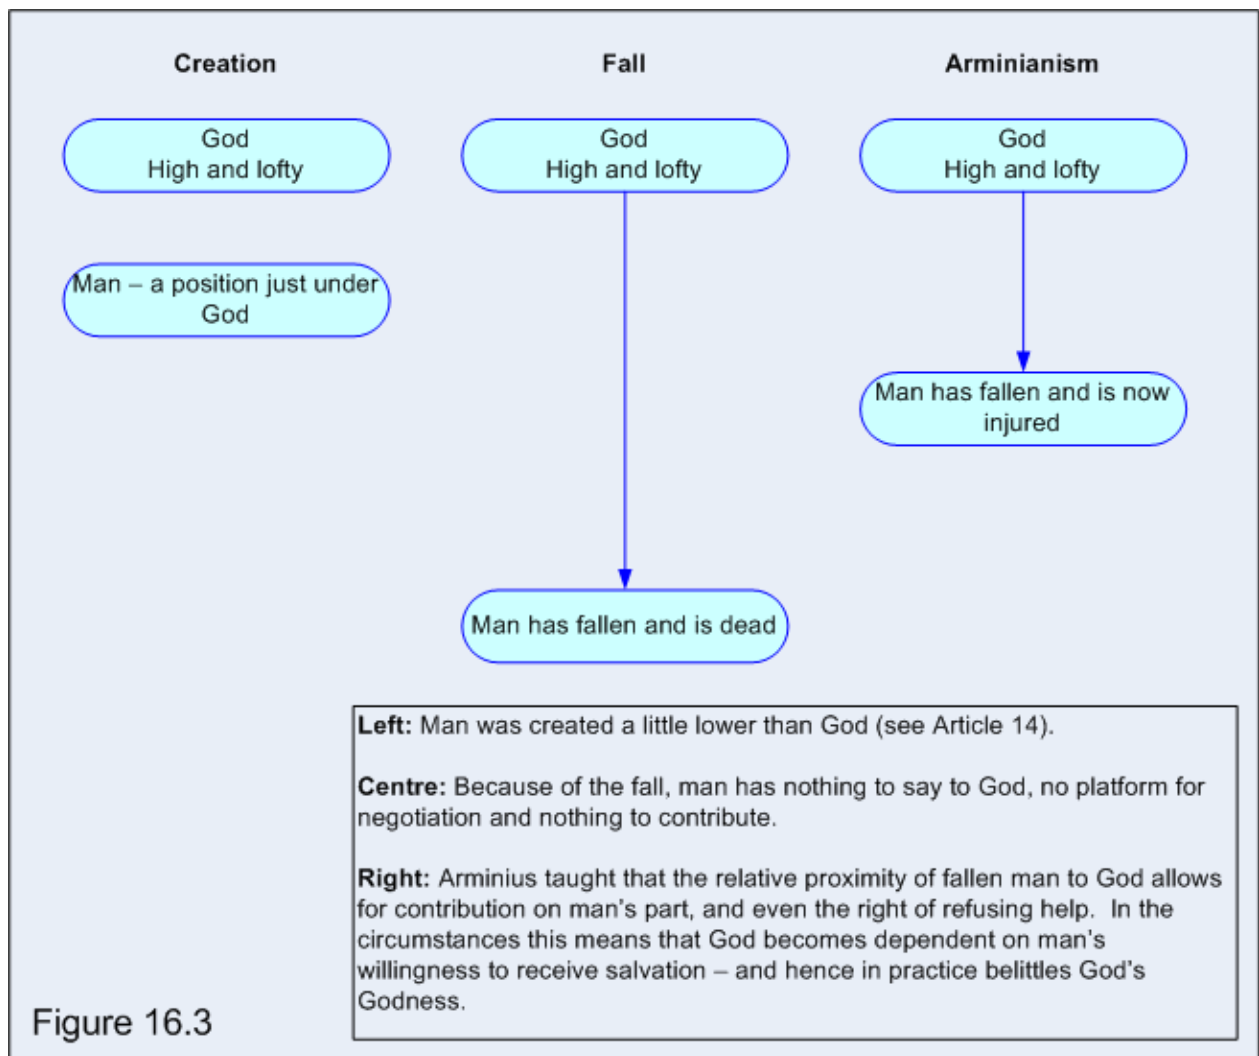 Creation
Fall
Arminianism
God
High and lofty
God
High and lofty
God
High and lofty
Man – a position just under
God
Man has fallen and is now
injured
Man has fallen and is dead
Left: Man was created a little lower than God (see Article 14).
Centre: Because of the fall, man has nothing to say to God, no platform for
negotiation and nothing to contribute.
Right: Arminius taught that the relative proximity of fallen man to God allows
for contribution on man's part, and even the right of refusing help.  In the
circumstances this means that God becomes dependent on man's
willingness to receive salvation – and hence in practice belittles God's
Godness.
Figure 16.3